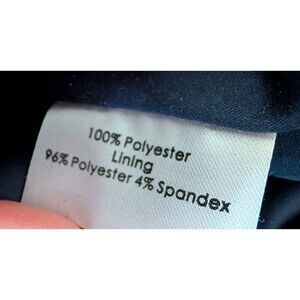 100% Polyester
Lining
96% Polyester 4% Spandex